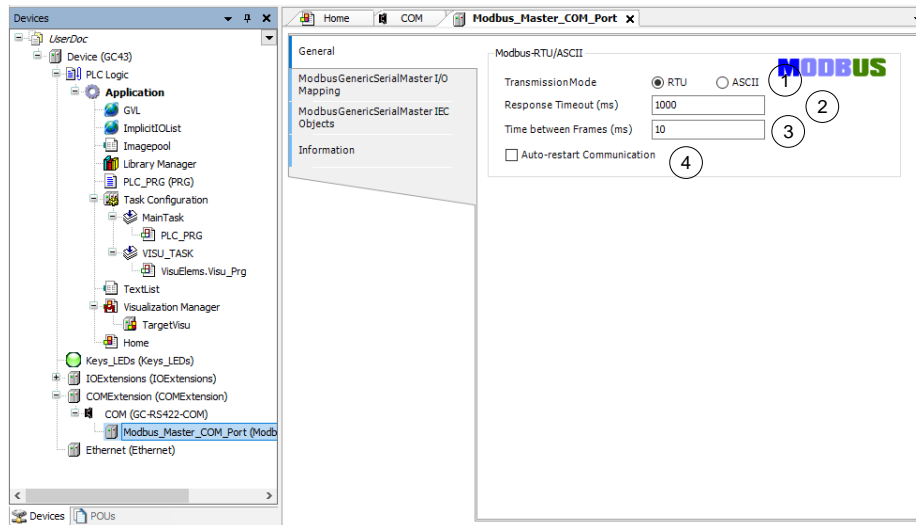 Devices
UserDoc
Device (GC43)
PLC Logic
Application
GVL
ImplicitIOList
Imagepool
Library Manager
PLC_PRG (PRG)
Task Configuration
MainTask
PLC_PRG
VISU_TASK
VisuElems.Visu_Prg
TextList
Visualization Manager
TargetVisu
Home
Keys_LEDs (Keys_LEDs)
IOExtensions (IOExtensions)
COMExtension (COMExtension)
COM (GC-RS422-COM)
Modbus_Master_COM_Port (Modb
Ethernet (Ethernet)
Devices POUs
Home COM Modbus_Master_COM_Port
General
ModbusGenericSerialMaster I/O
Mapping
ModbusGenericSerialMaster IEC
Objects
Information
Modbus-RTU/ASCII
MODBUS
Transmission Mode RTU ASCII 1
Response Timeout (ms) 1000 2
Time between Frames (ms) 10 3
Auto-restart Communication 4